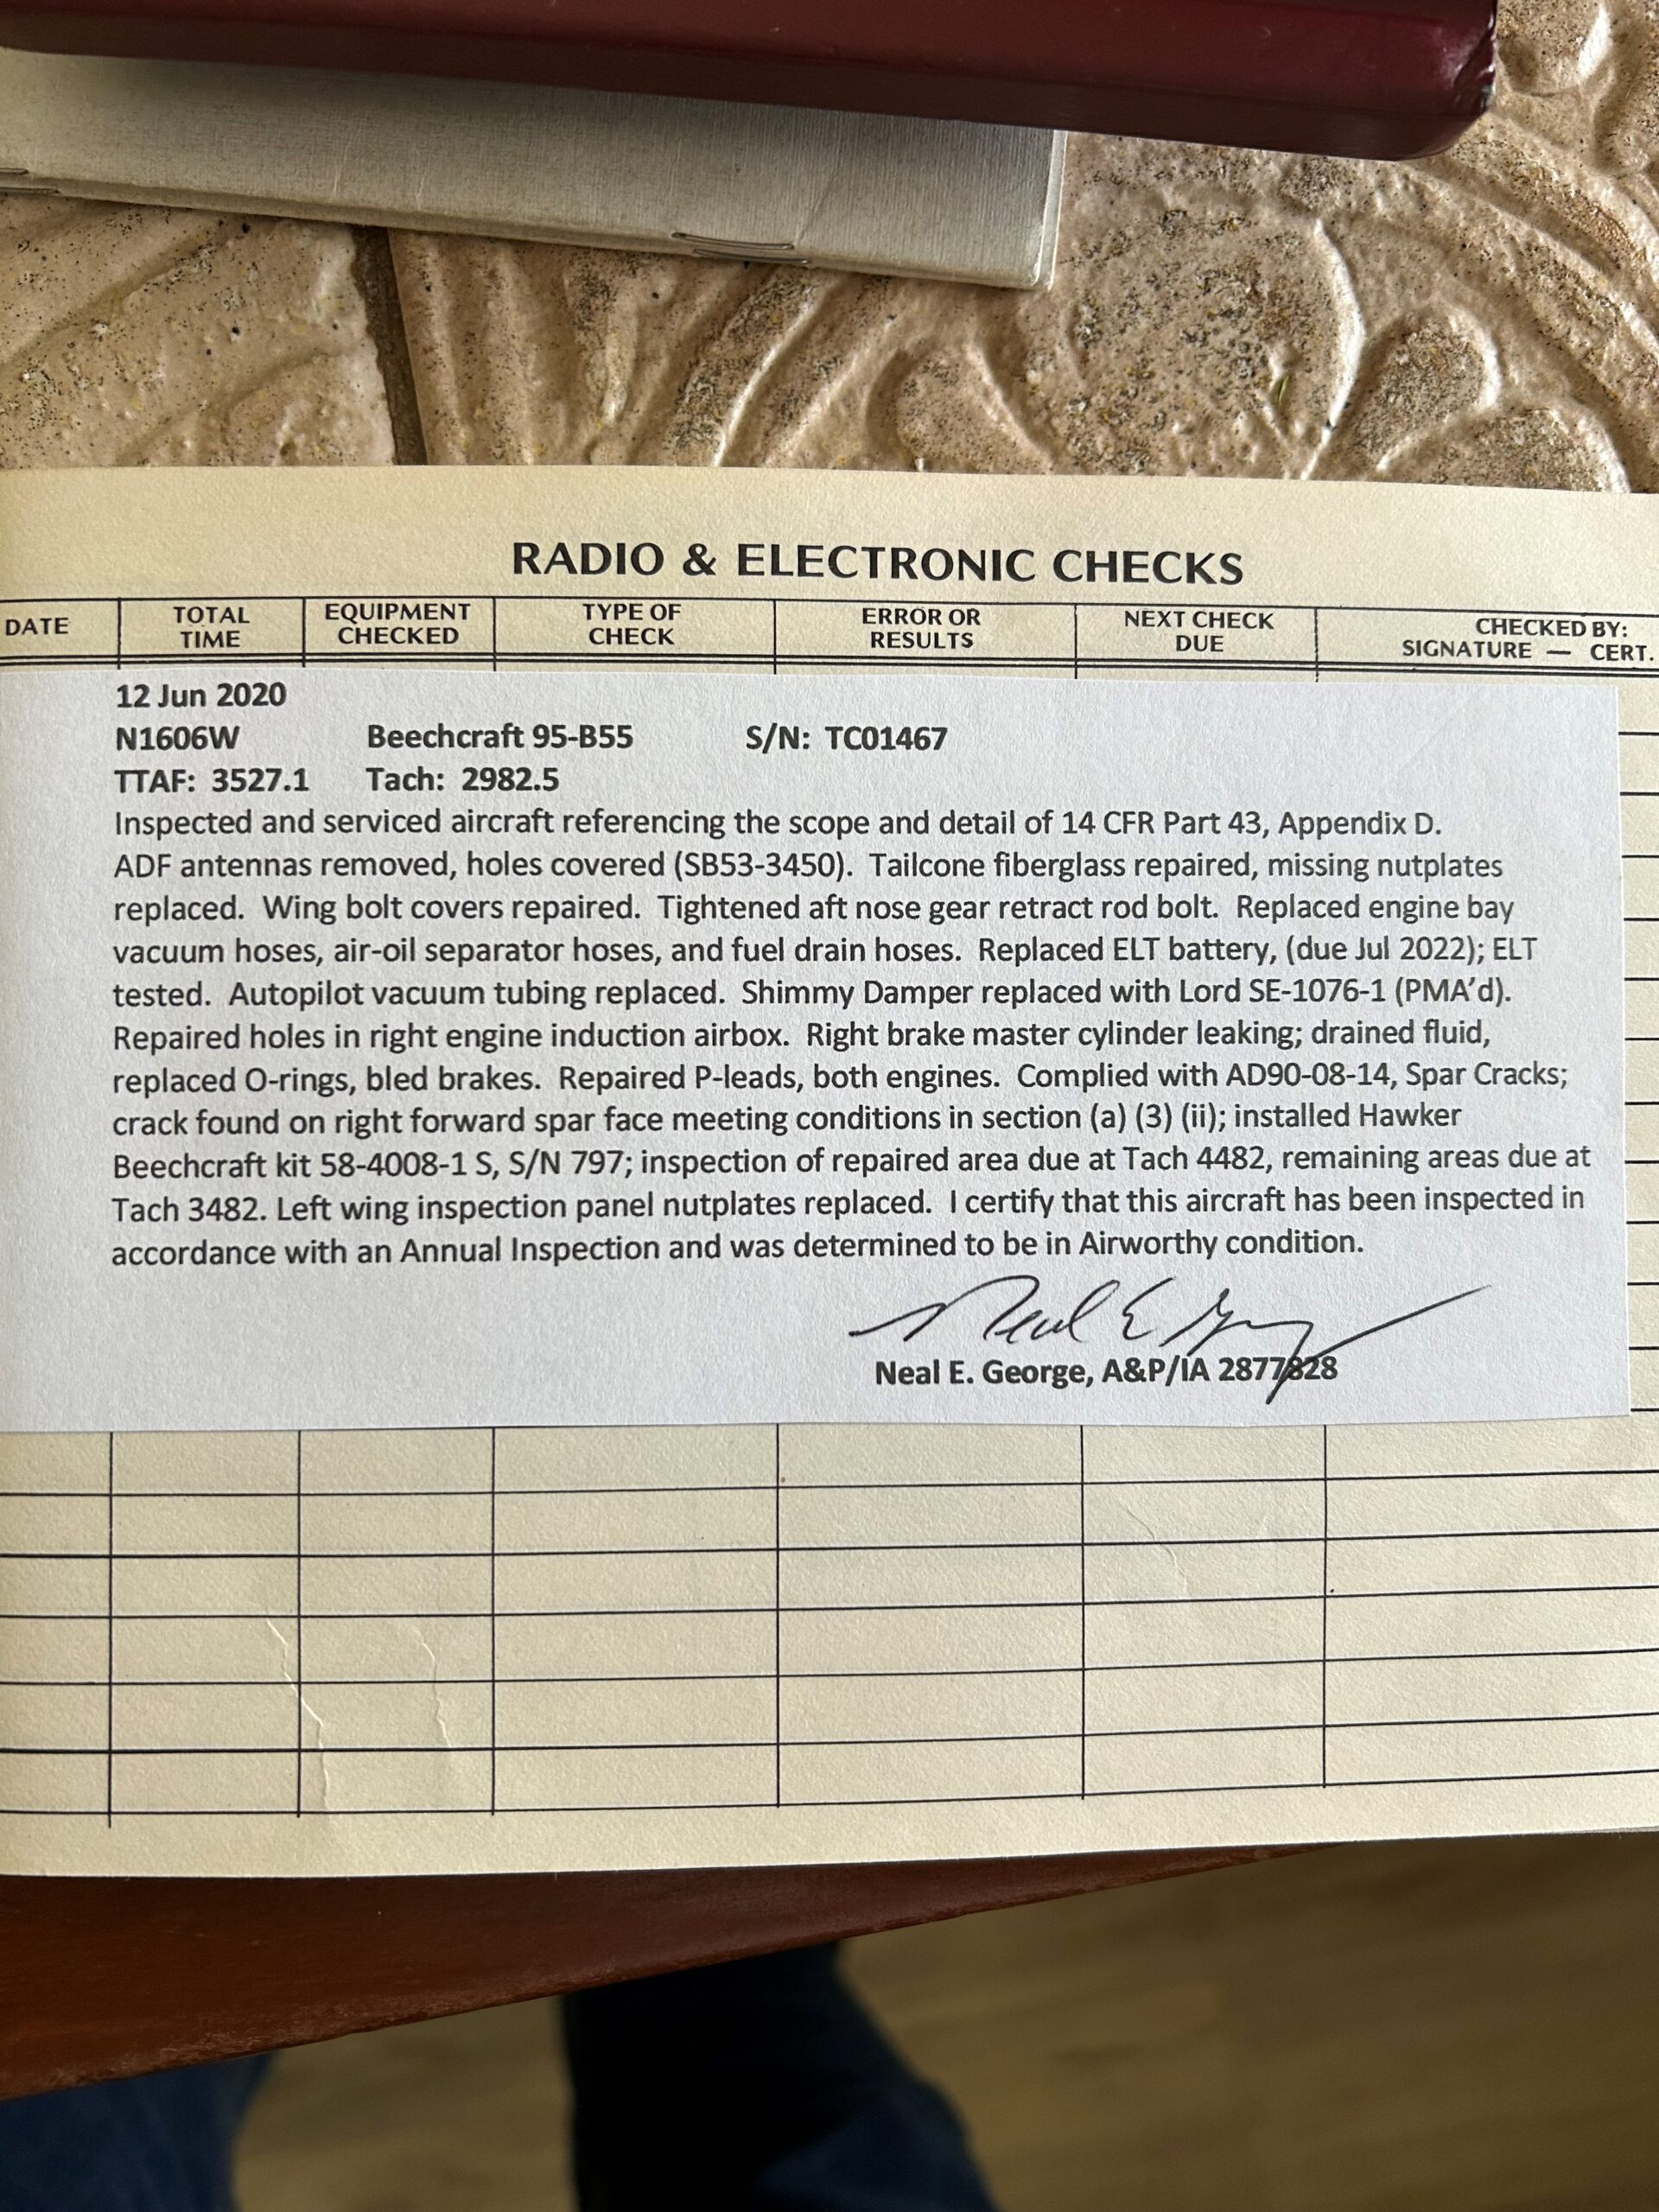 RADIO & ELECTRONIC CHECKS
DATE TOTAL TIME EQUIPMENT CHECKED TYPE OF CHECK ERROR OR RESULTS NEXT CHECK DUE CHECKED BY: SIGNATURE — CERT.
12 Jun 2020
N1606W Beechcraft 95-B55 S/N: TC01467
TTAF: 3527.1 Tach: 2982.5
Inspected and serviced aircraft referencing the scope and detail of 14 CFR Part 43, Appendix D.
ADF antennas removed, holes covered (SB53-3450). Tailcone fiberglass repaired, missing nutplates
replaced. Wing bolt covers repaired. Tightened aft nose gear retract rod bolt. Replaced engine bay
vacuum hoses, air-oil separator hoses, and fuel drain hoses. Replaced ELT battery, (due Jul 2022); ELT
tested. Autopilot vacuum tubing replaced. Shimmy Damper replaced with Lord SE-1076-1 (PMA'd).
Repaired holes in right engine induction airbox. Right brake master cylinder leaking; drained fluid,
replaced O-rings, bled brakes. Repaired P-leads, both engines. Complied with AD90-08-14, Spar Cracks;
crack found on right forward spar face meeting conditions in section (a) (3) (ii); installed Hawker
Beechcraft kit 58-4008-1 S, S/N 797; inspection of repaired area due at Tach 4482, remaining areas due at
Tach 3482. Left wing inspection panel nutplates replaced. I certify that this aircraft has been inspected in
accordance with an Annual Inspection and was determined to be in Airworthy condition.
Neal E. George
Neal E. George, A&P/IA 2877828